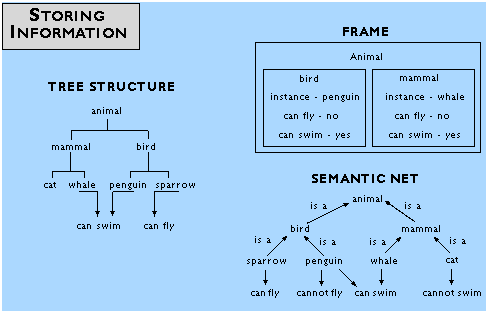 STORING
INFORMATION
TREE STRUCTURE
animal
mammal bird
cat whale penguin sparrow
can swim can fly
FRAME
Animal
bird
instance - penguin
can fly - no
can swim - yes
mammal
instance - whale
can fly - no
can swim - yes
SEMANTIC NET
animal
is a is a
bird mammal
is a is a is a is a
sparrow penguin whale cat
can fly cannot fly can swim cannot swim